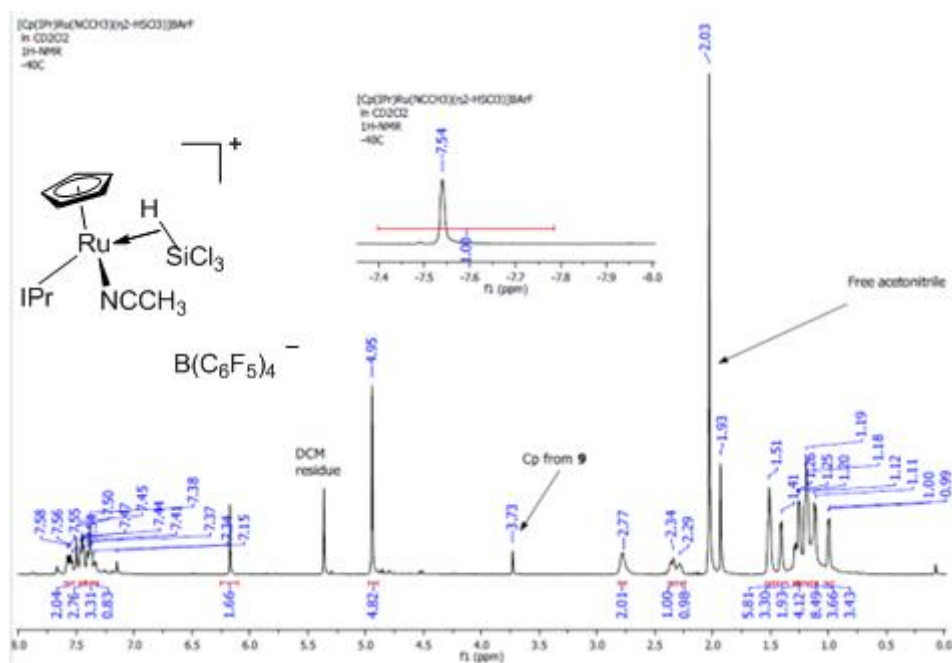 [Cp(IPr)Ru(NCCH3)(η2-HSiCl3)]BArF
in CD2Cl2
1H-NMR
-40C
[Cp(IPr)Ru(NCCH3)(η2-HSiCl3)]BArF
in CD2Cl2
1H-NMR
-40C
-7.54
1.00
-7.4 -7.5 -7.6 -7.7 -7.8 -7.9 -8.0
f1 (ppm)
+
H
Ru
SiCl3
IPr
NCCH3
B(C6F5)4 −
Free acetonitrile
DCM
residue
Cp from 9
7.58
7.56
7.55
7.50
7.47
7.45
7.44
7.41
7.38
7.37
7.34
7.15
4.95
3.73
2.77
2.34
2.29
2.03
1.93
1.51
1.41
1.26
1.25
1.20
1.19
1.18
1.12
1.11
1.00
0.99
2.04
2.76
3.31
0.83
1.66
4.82
2.01
1.00
0.98
5.81
3.30
1.93
4.12
8.49
3.66
3.43
8.0 7.5 7.0 6.5 6.0 5.5 5.0 4.5 4.0 3.5 3.0 2.5 2.0 1.5 1.0 0.5 0.0
f1 (ppm)